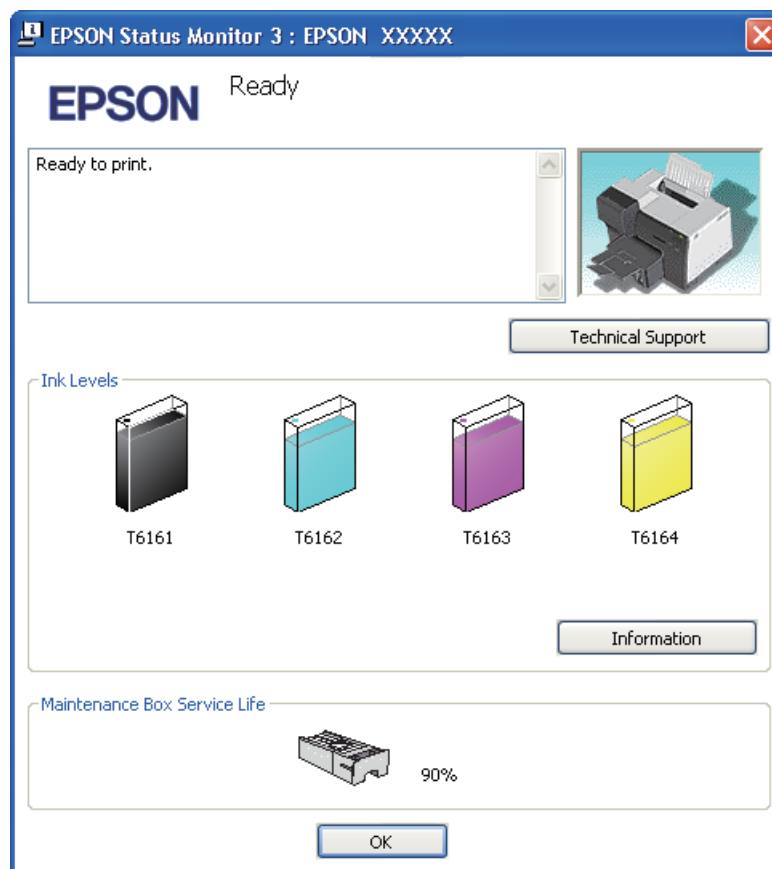 EPSON Status Monitor 3 : EPSON XXXXX
EPSON
Ready
Ready to print.
Technical Support
Ink Levels
T6161
T6162
T6163
T6164
Information
Maintenance Box Service Life
90%
OK